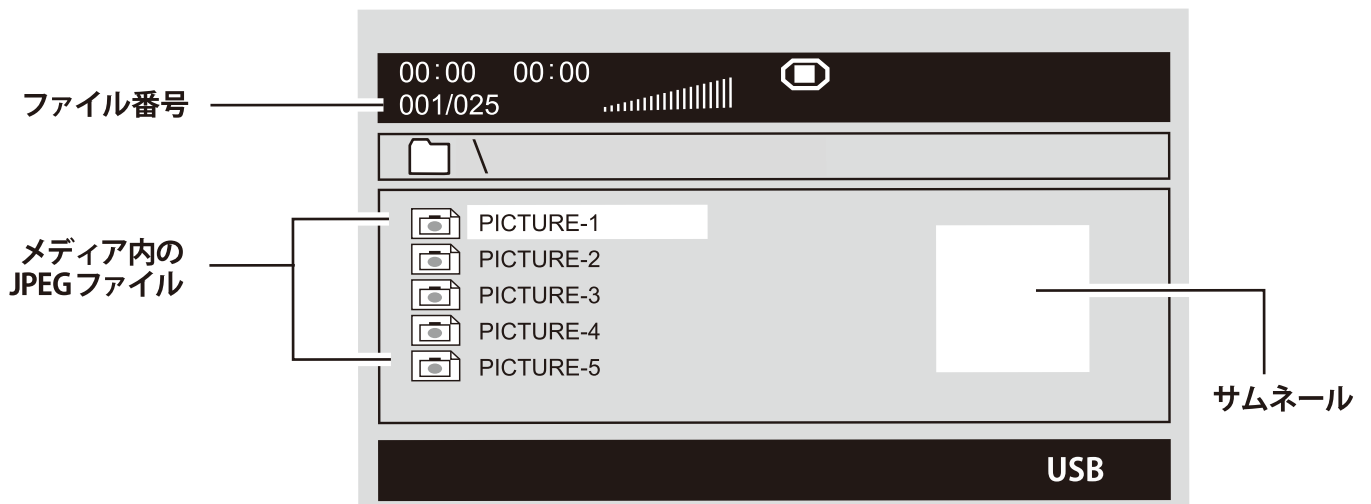 00:00 00:00
ファイル番号
001/025
\
PICTURE-1
メディア内の
JPEGファイル
PICTURE-2
PICTURE-3
PICTURE-4
PICTURE-5
サムネール
USB